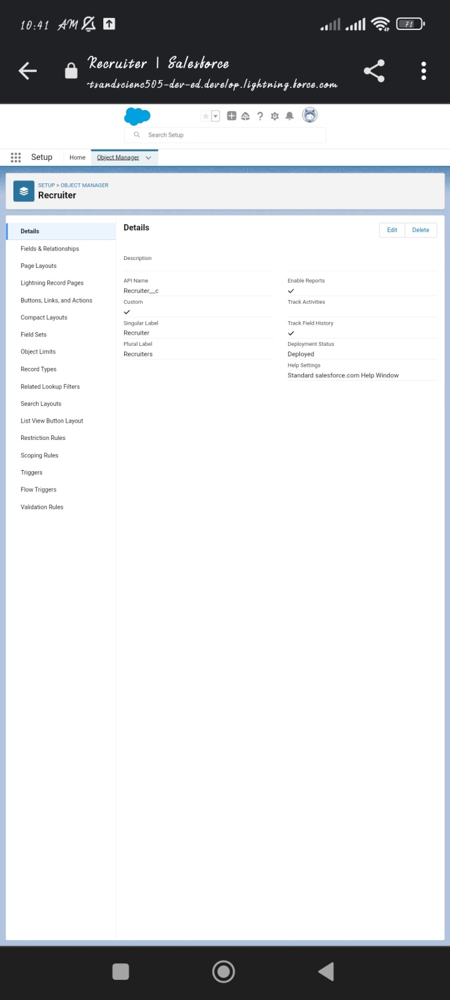 10:41 AM
71
Recruiter | Salesforce
tsandscienc505-dev-ed.develop.lightning.force.com
Search Setup
Setup
Home
Object Manager
SETUP > OBJECT MANAGER
Recruiter
Details
Fields & Relationships
Page Layouts
Lightning Record Pages
Buttons, Links, and Actions
Compact Layouts
Field Sets
Object Limits
Record Types
Related Lookup Filters
Search Layouts
List View Button Layout
Restriction Rules
Scoping Rules
Triggers
Flow Triggers
Validation Rules
Details
Edit
Delete
Description
API Name
Recruiter__c
Custom
Singular Label
Recruiter
Plural Label
Recruiters
Enable Reports
Track Activities
Track Field History
Deployment Status
Deployed
Help Settings
Standard salesforce.com Help Window